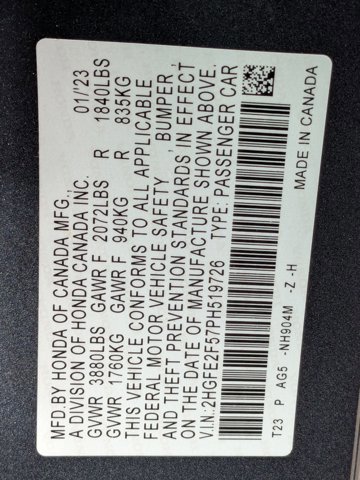 MFD.BY HONDA OF CANADA MFG., 01/'23
A DIVISION OF HONDA CANADA INC.
GVWR 3880LBS GAWR F 2072LBS R 1840LBS
GVWR 1760KG GAWR F 940KG R 835KG
THIS VEHICLE CONFORMS TO ALL APPLICABLE
FEDERAL MOTOR VEHICLE SAFETY , BUMPER ,
AND THEFT PREVENTION STANDARDS IN EFFECT
ON THE DATE OF MANUFACTURE SHOWN ABOVE.
V.I.N:2HGFE2F57PH519726 TYPE: PASSENGER CAR
T23 P AG5 -NH904M -Z -H MADE IN CANADA